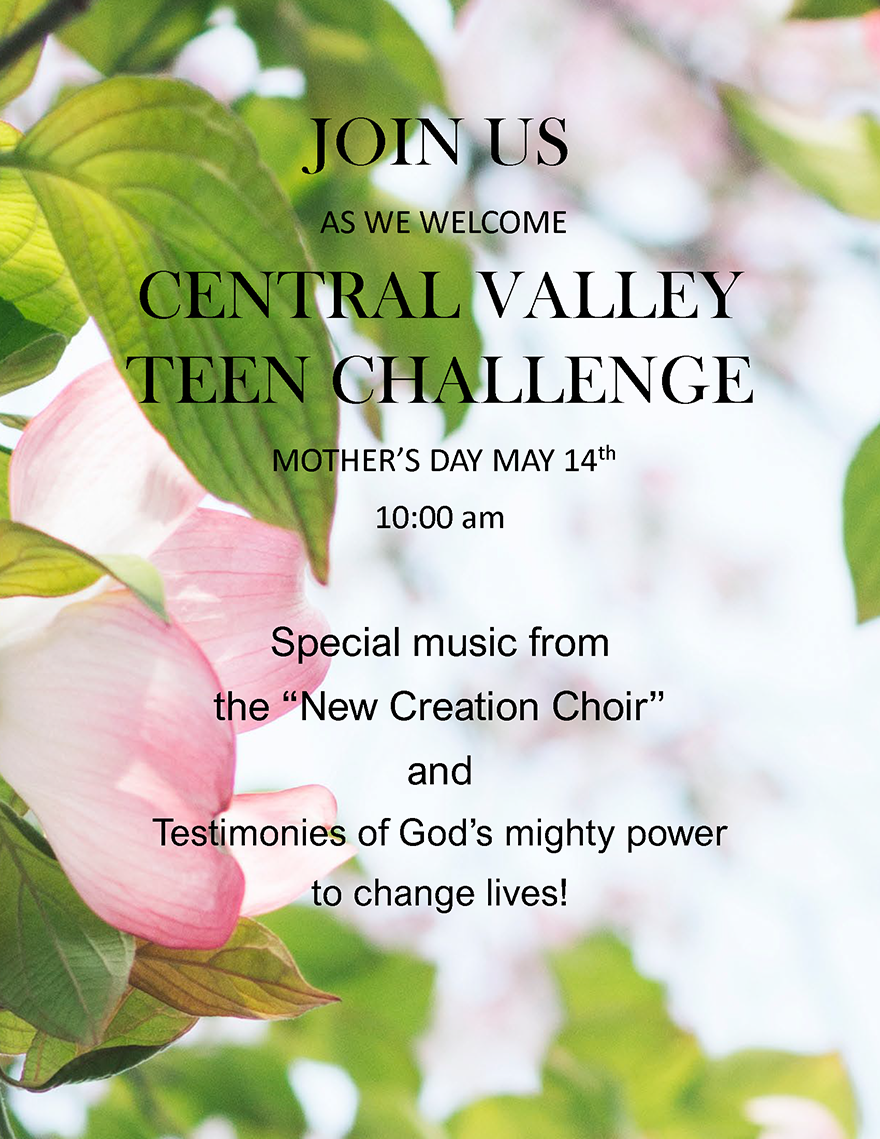 JOIN US
AS WE WELCOME
CENTRAL VALLEY
TEEN CHALLENGE
MOTHER’S DAY MAY 14th
10:00 am
Special music from
the “New Creation Choir”
and
Testimonies of God’s mighty power
to change lives!